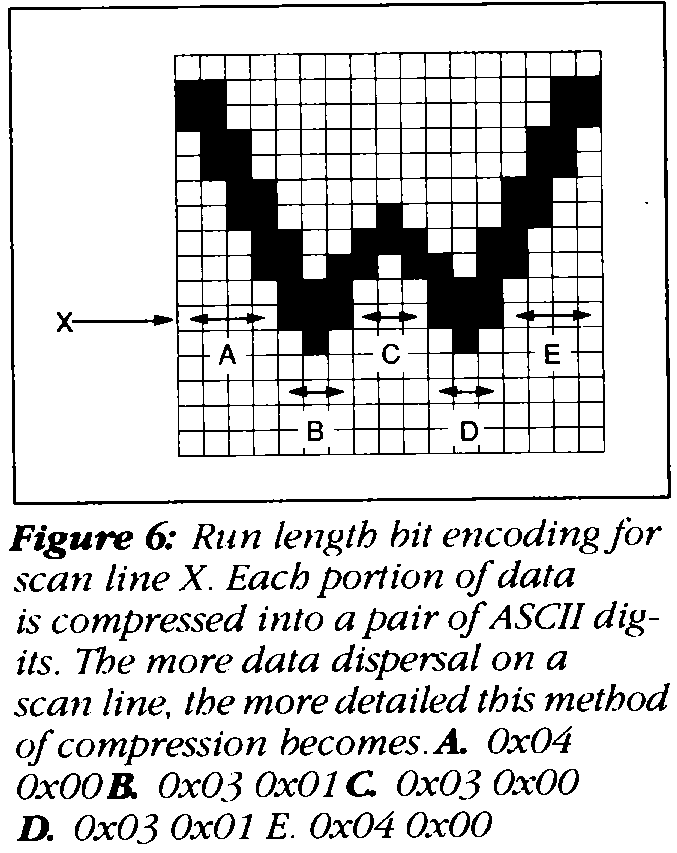 X
A
C
E
B
D
Figure 6: Run length bit encoding for
scan line X. Each portion of data
is compressed into a pair of ASCII dig-
its. The more data dispersal on a
scan line, the more detailed this method
of compression becomes. A. 0x04
0x00 B. 0x03 0x01 C. 0x03 0x00
D. 0x03 0x01 E. 0x04 0x00